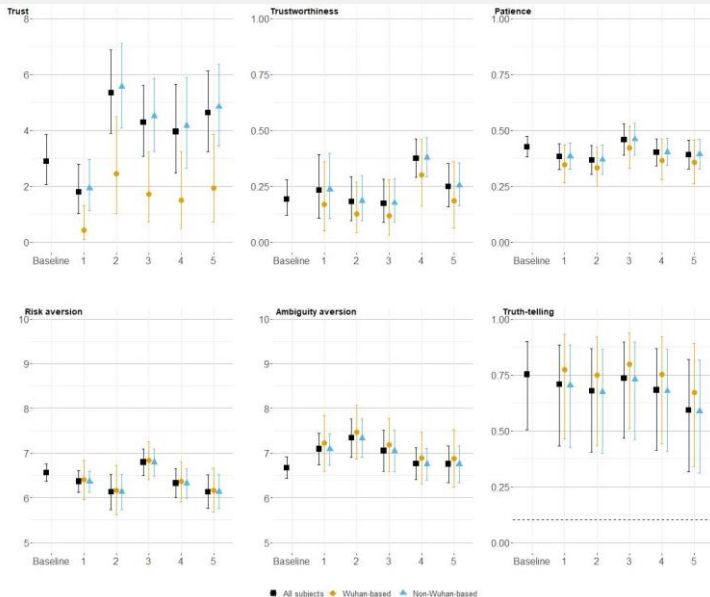 Trust
8
6
4
2
0
Baseline 1 2 3 4 5
Trustworthiness
1.00
0.75
0.50
0.25
0.00
Baseline 1 2 3 4 5
Patience
1.00
0.75
0.50
0.25
0.00
Baseline 1 2 3 4 5
Risk aversion
10
9
8
7
6
5
Baseline 1 2 3 4 5
Ambiguity aversion
10
9
8
7
6
5
Baseline 1 2 3 4 5
Truth-telling
1.00
0.75
0.50
0.25
0.00
Baseline 1 2 3 4 5
All subjects Wuhan-based Non-Wuhan-based